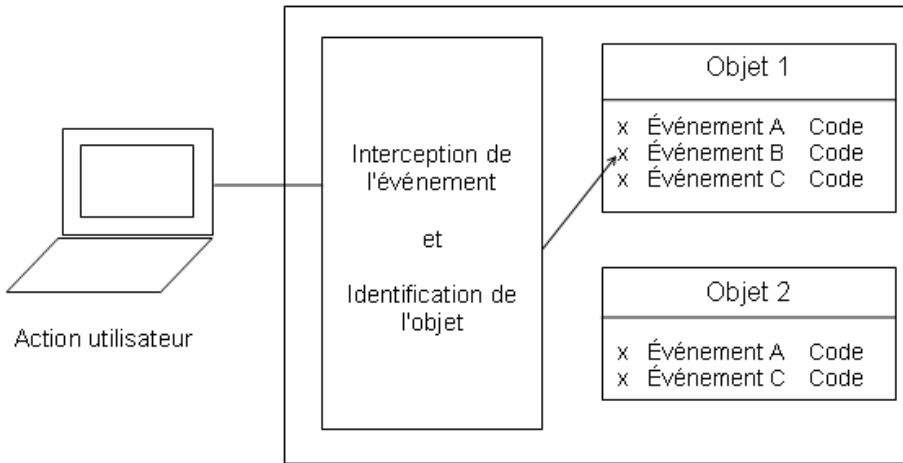 Action utilisateur
Interception de
l'événement
et
Identification de
l'objet
Objet 1
x Événement A Code
x Événement B Code
x Événement C Code
Objet 2
x Événement A Code
x Événement C Code